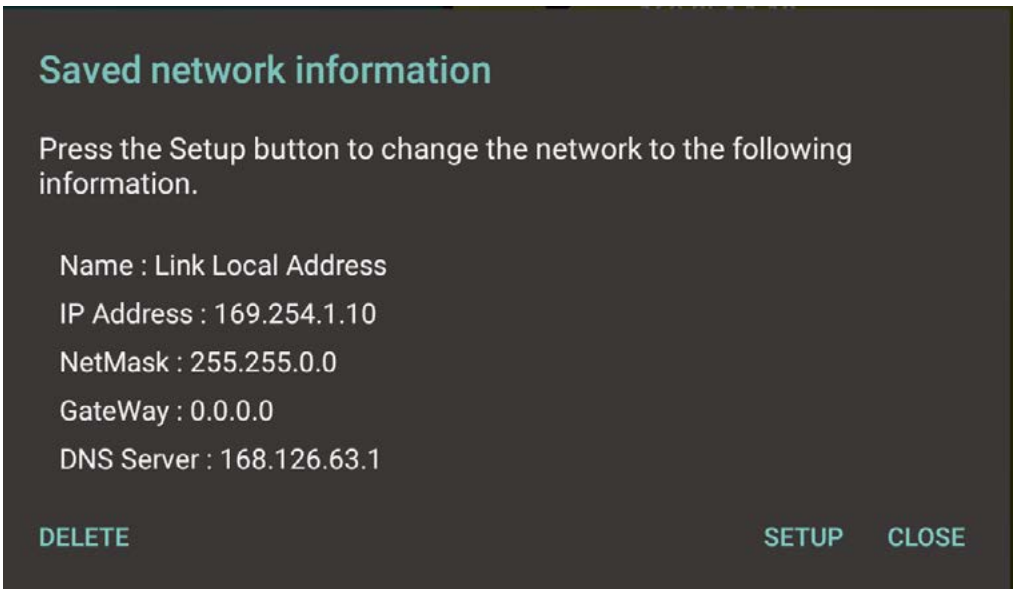 Saved network information
Press the Setup button to change the network to the following
information.
Name : Link Local Address
IP Address : 169.254.1.10
NetMask : 255.255.0.0
GateWay : 0.0.0.0
DNS Server : 168.126.63.1
DELETE
SETUP
CLOSE